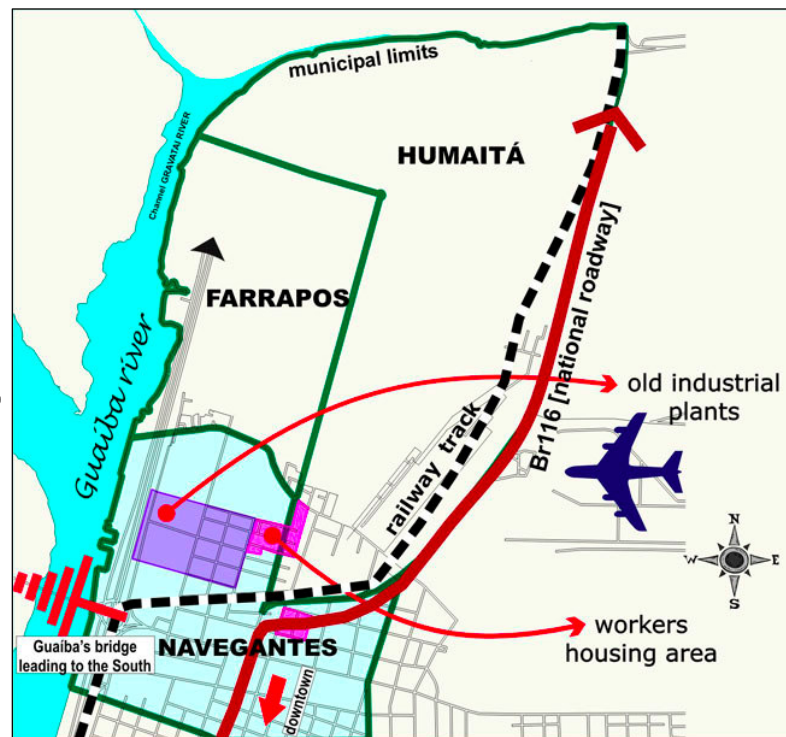 municipal limits
Channel GRAVATAI RIVER
HUMAITÁ
FARRAPOS
Guaíba river
Br116 [national roadway]
railway track
old industrial
plants
N
W
E
S
workers
housing area
Guaíba's bridge
leading to the South
NAVEGANTES
downtown